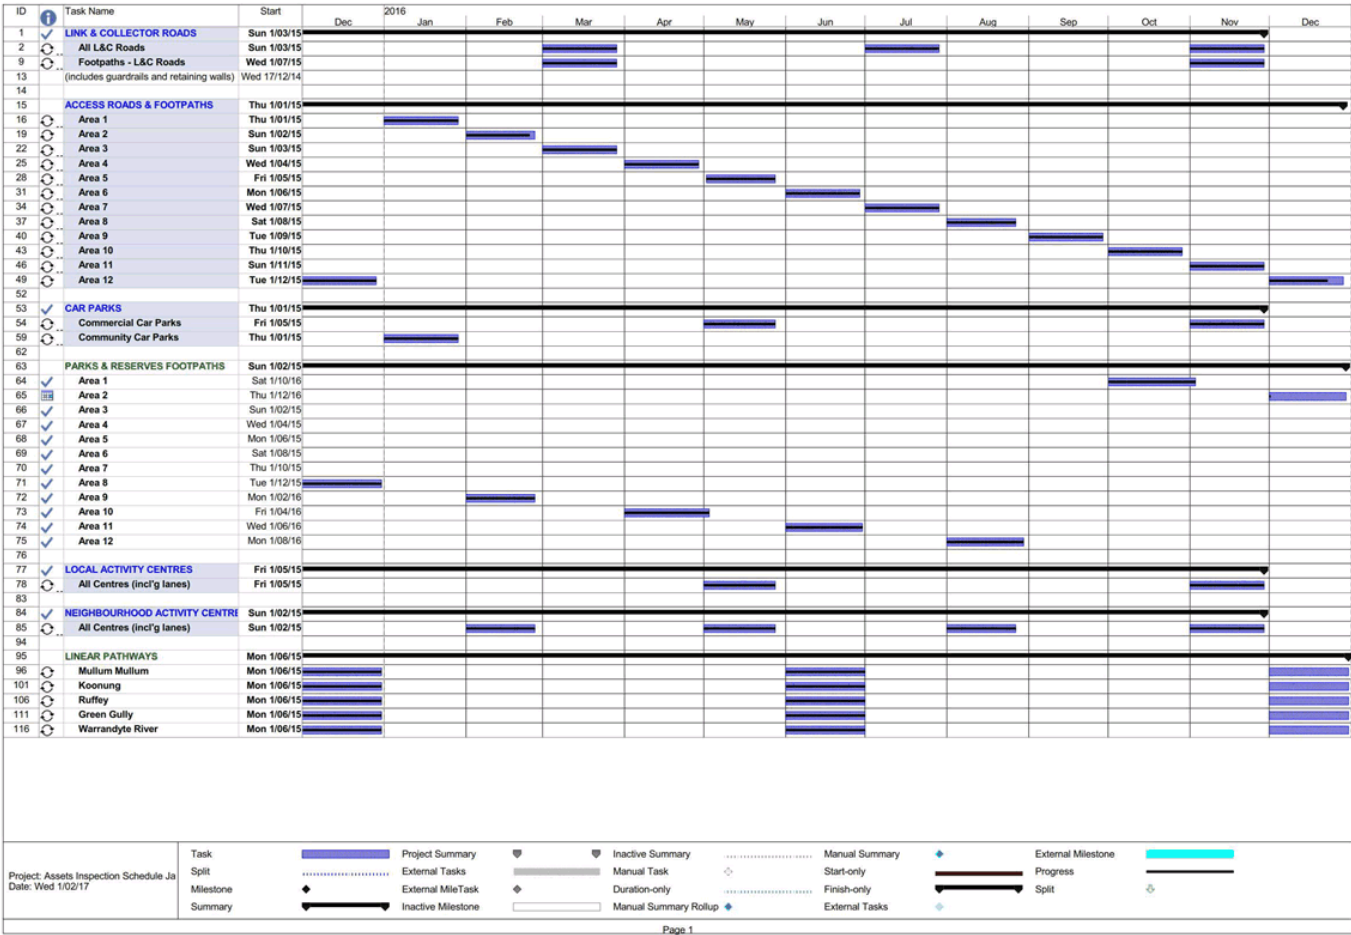 ID Task Name Start 2016
Dec Jan Feb Mar Apr May Jun Jul Aug Sep Oct Nov Dec
1 LINK & COLLECTOR ROADS Sun 1/03/15
2 All L&C Roads Sun 1/03/15
9 Footpaths - L&C Roads Wed 1/07/15
13 (includes guardrails and retaining walls) Wed 17/12/14
14
15 ACCESS ROADS & FOOTPATHS Thu 1/01/15
16 Area 1 Thu 1/01/15
19 Area 2 Sun 1/02/15
22 Area 3 Sun 1/03/15
25 Area 4 Wed 1/04/15
28 Area 5 Fri 1/05/15
31 Area 6 Mon 1/06/15
34 Area 7 Wed 1/07/15
37 Area 8 Sat 1/08/15
40 Area 9 Tue 1/09/15
43 Area 10 Thu 1/10/15
46 Area 11 Sun 1/11/15
49 Area 12 Tue 1/12/15
52
53 CAR PARKS Thu 1/01/15
54 Commercial Car Parks Fri 1/05/15
59 Community Car Parks Thu 1/01/15
62
63 PARKS & RESERVES FOOTPATHS Sun 1/02/15
64 Area 1 Sat 1/10/16
65 Area 2 Thu 1/12/16
66 Area 3 Sun 1/02/15
67 Area 4 Wed 1/04/15
68 Area 5 Mon 1/06/15
69 Area 6 Sat 1/08/15
70 Area 7 Thu 1/10/15
71 Area 8 Tue 1/12/15
72 Area 9 Mon 1/02/16
73 Area 10 Fri 1/04/16
74 Area 11 Wed 1/06/16
75 Area 12 Mon 1/08/16
76
77 LOCAL ACTIVITY CENTRES Fri 1/05/15
78 All Centres (incl'g lanes) Fri 1/05/15
83
84 NEIGHBOURHOOD ACTIVITY CENTRE Sun 1/02/15
85 All Centres (incl'g lanes) Sun 1/02/15
94
95 LINEAR PATHWAYS Mon 1/06/15
96 Mullum Mullum Mon 1/06/15
101 Koonung Mon 1/06/15
106 Ruffey Mon 1/06/15
111 Green Gully Mon 1/06/15
116 Warrandyte River Mon 1/06/15
Project: Assets Inspection Schedule Ja
Date: Wed 1/02/17
Task Project Summary Inactive Summary Manual Summary External Milestone
Split External Tasks Manual Task Start-only Progress
Milestone External MileTask Duration-only Finish-only Split
Summary Inactive Milestone Manual Summary Rollup External Tasks
Page 1